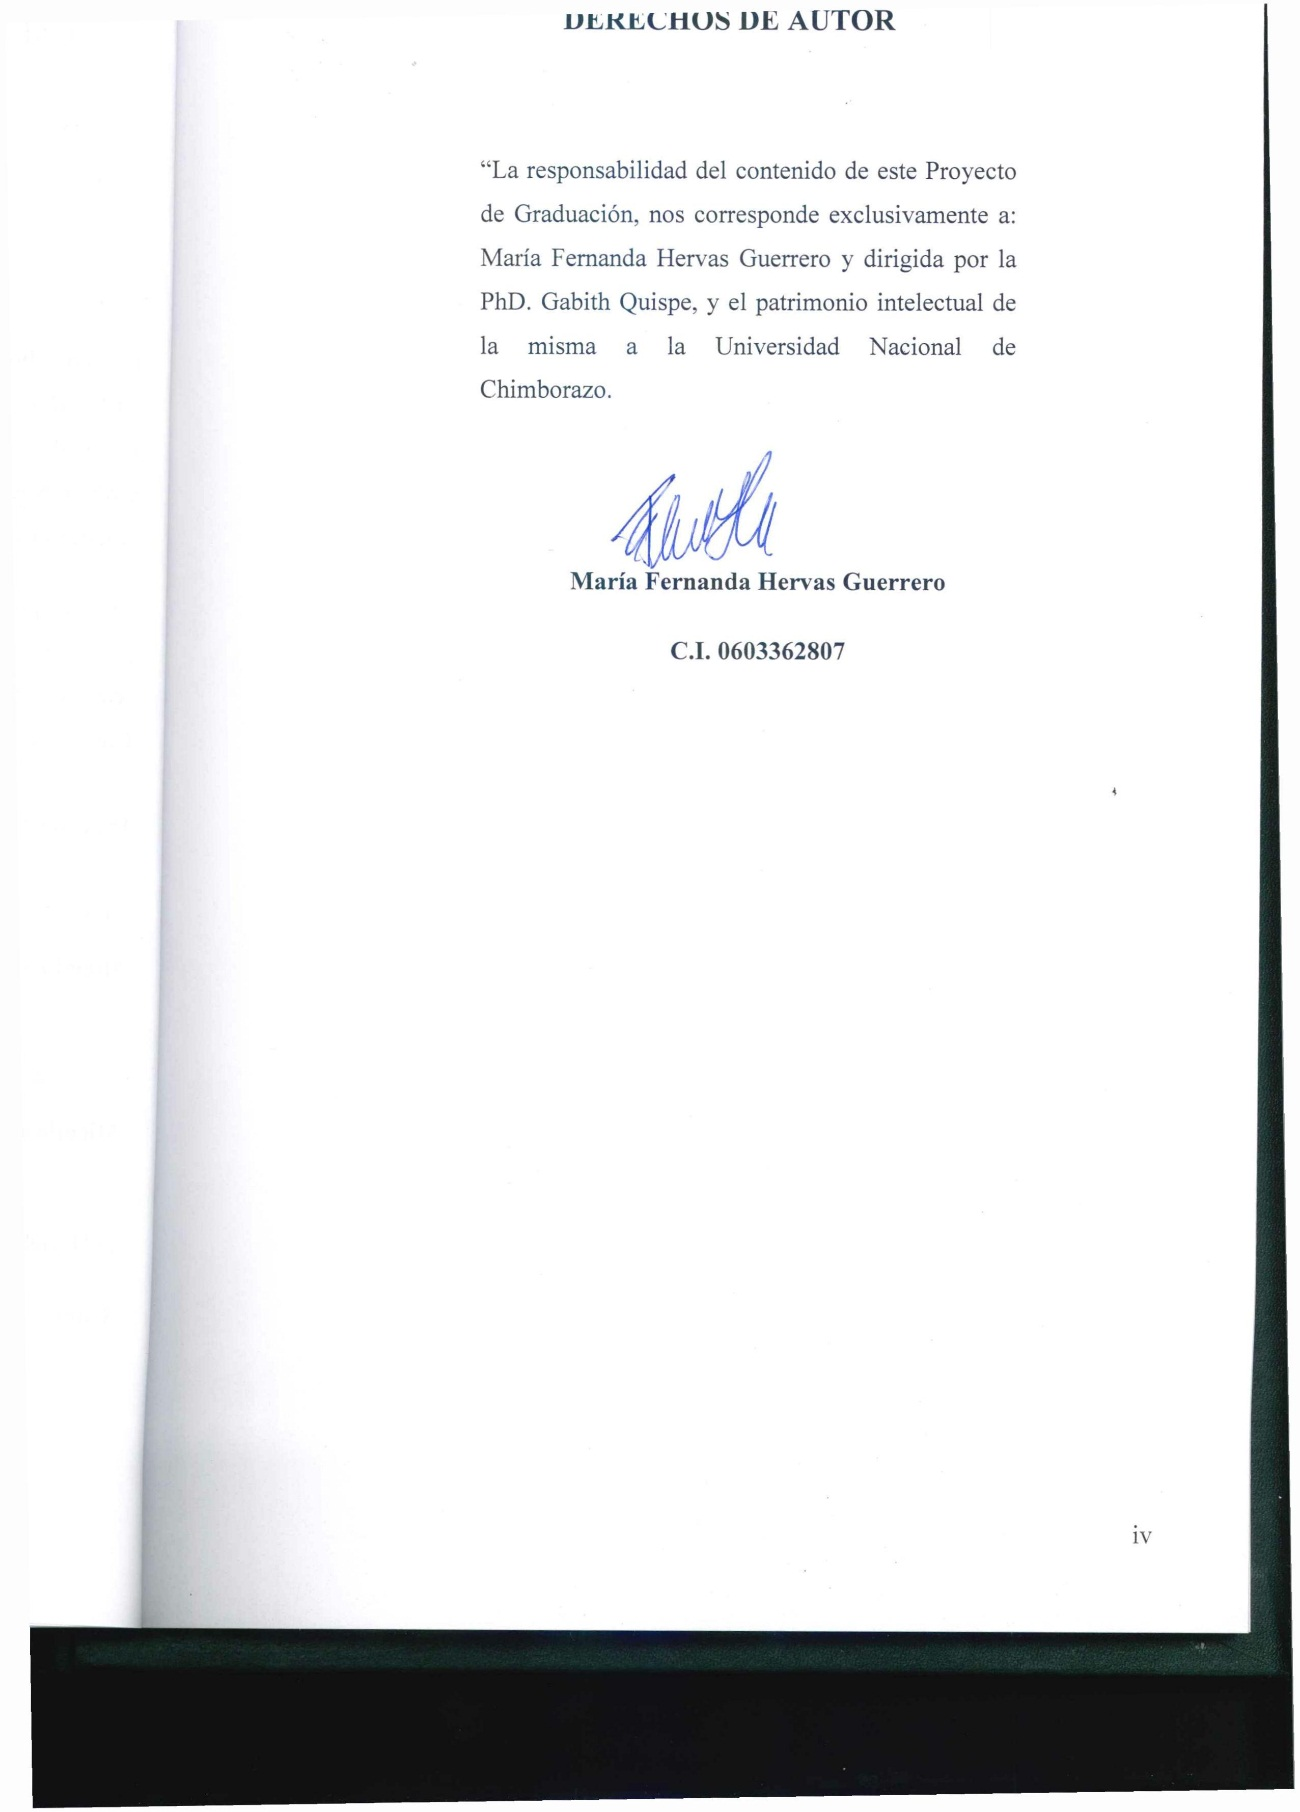 DERECHOS DE AUTOR
“La responsabilidad del contenido de este Proyecto
de Graduación, nos corresponde exclusivamente a:
María Fernanda Hervas Guerrero y dirigida por la
PhD. Gabith Quispe, y el patrimonio intelectual de
la misma a la Universidad Nacional de
Chimborazo.
María Fernanda Hervas Guerrero
C.I. 0603362807
iv